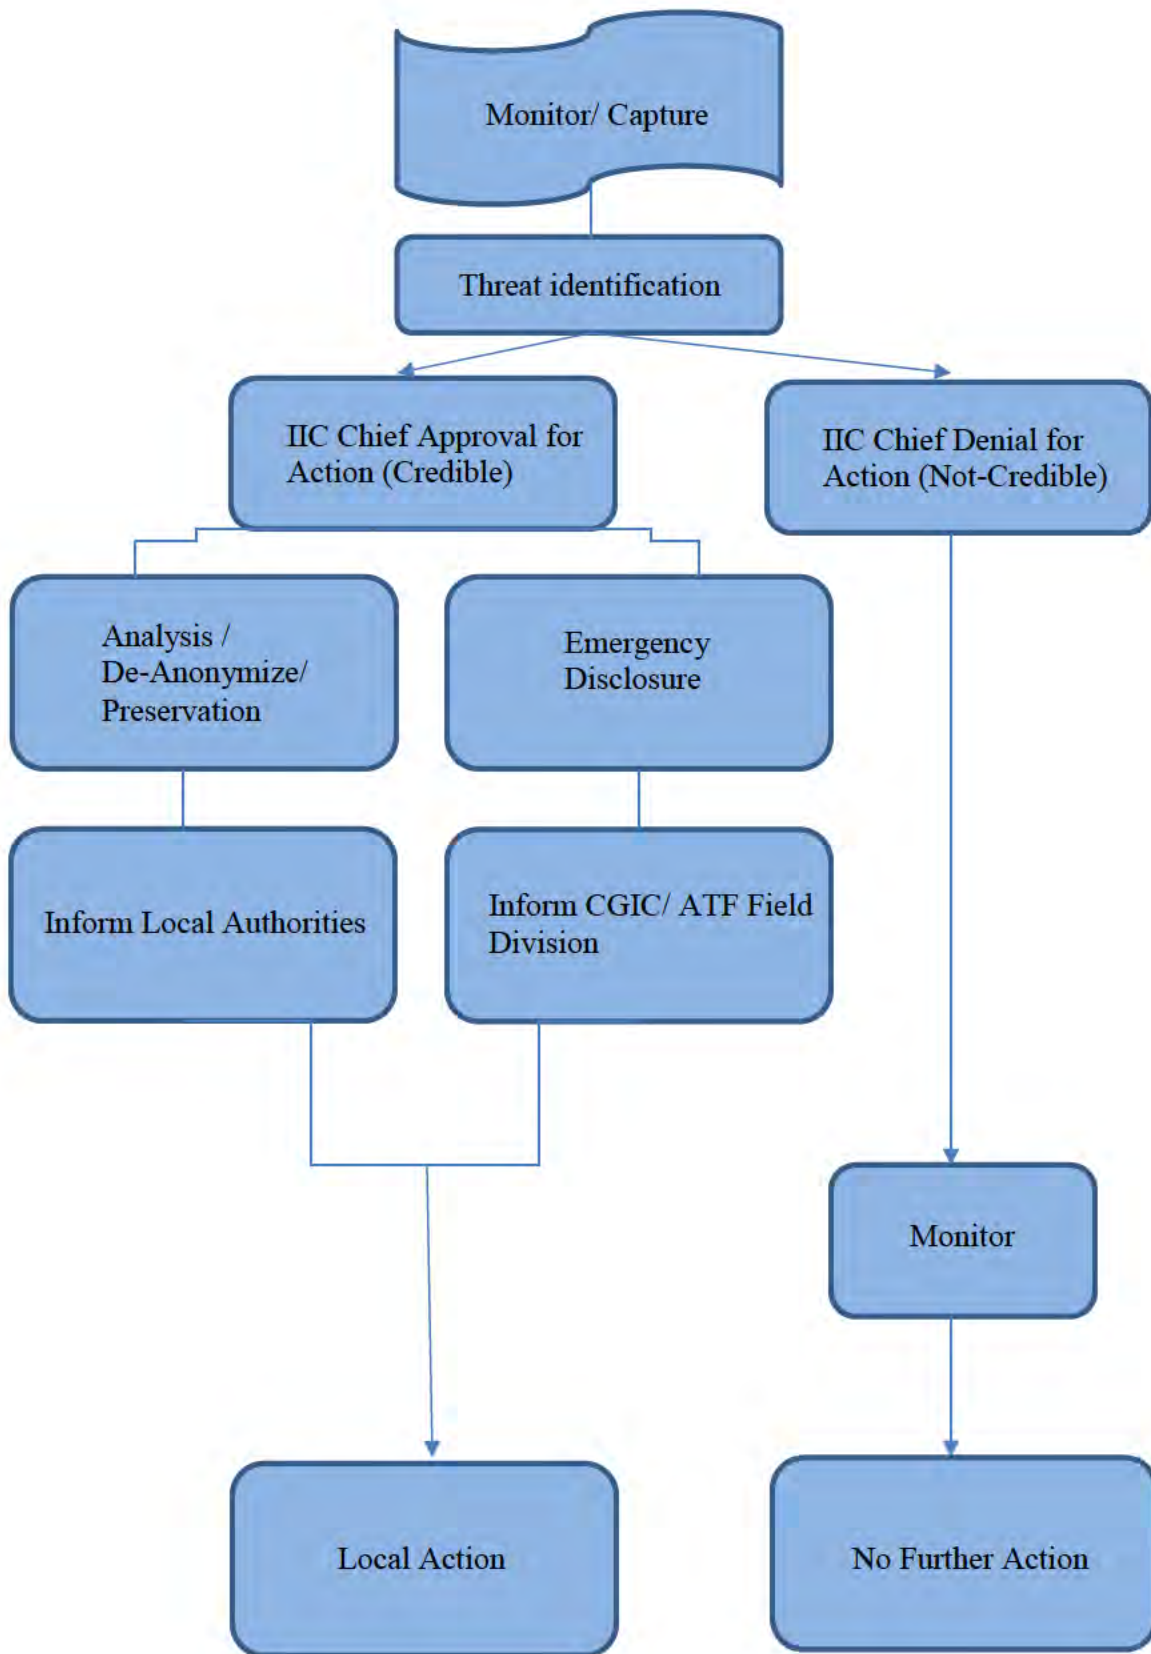 Monitor/ Capture
Threat identification
IIC Chief Approval for
Action (Credible)
IIC Chief Denial for
Action (Not-Credible)
Analysis /
De-Anonymize/
Preservation
Emergency
Disclosure
Inform Local Authorities
Inform CGIC/ ATF Field
Division
Monitor
Local Action
No Further Action